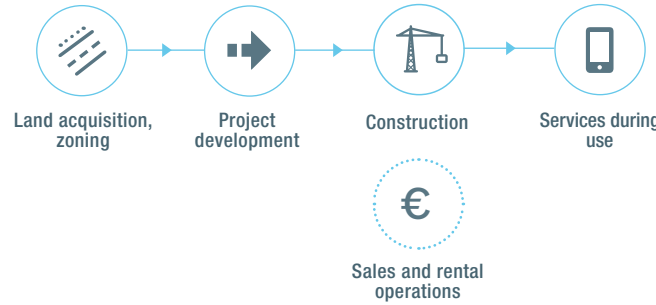 Land acquisition,
zoning
Project
development
Construction
Services during
use
€
Sales and rental
operations